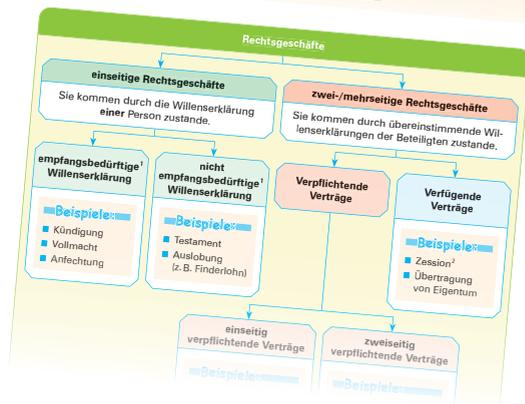 Rechtsgeschäfte
einseitige Rechtsgeschäfte
Sie kommen durch die Willenserklärung
einer Person zustande.
zwei-/mehrseitige Rechtsgeschäfte
Sie kommen durch übereinstimmende Wil-
lenserklärungen der Beteiligten zustande.
empfangsbedürftige¹
Willenserklärung
Beispiele:
Kündigung
Vollmacht
Anfechtung
nicht
empfangsbedürftige¹
Willenserklärung
Beispiele:
Testament
Auslobung
(z. B. Finderlohn)
Verpflichtende
Verträge
Verfügende
Verträge
Beispiele:
Zession²
Übertragung
von Eigentum
einseitig
verpflichtende Verträge
Beispiele:
zweiseitig
verpflichtende Verträge
Beispiele: